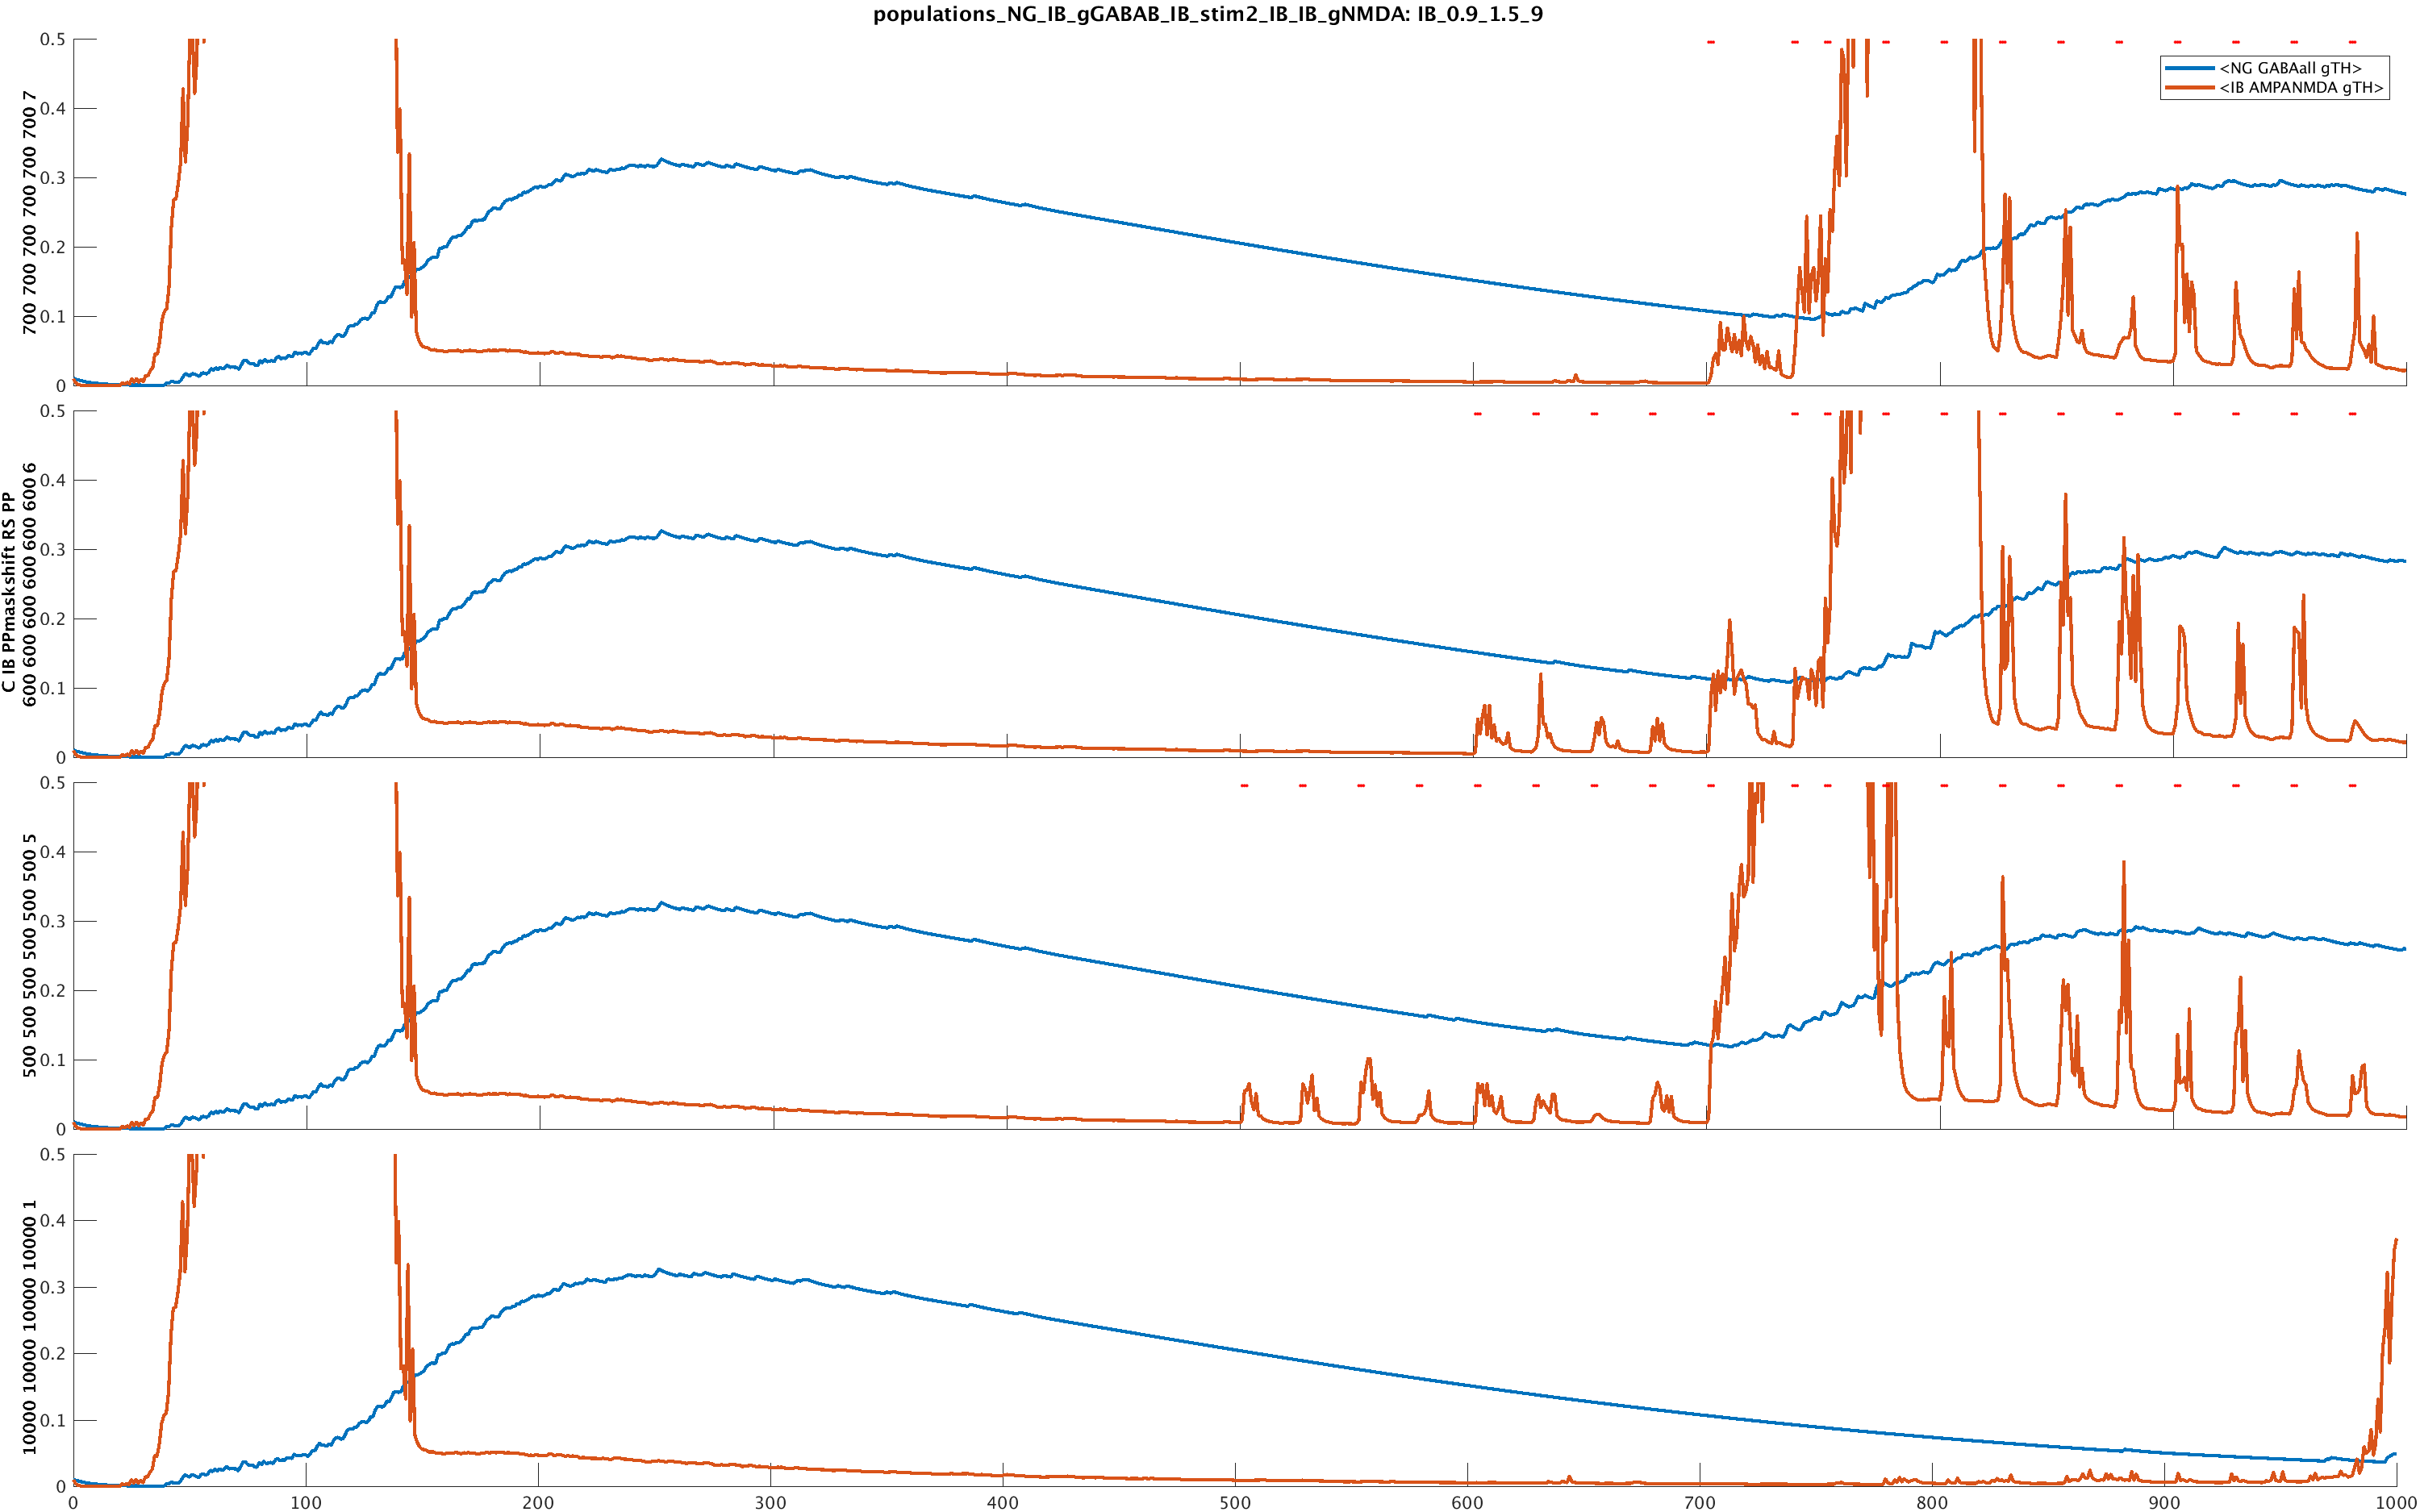 populations_NG_IB_gGABAB_IB_stim2_IB_IB_gNMDA: IB_0.9_1.5_9
C IB PPmaskshift RS PP
700 700 700 700 700 700 7
0.5
0.4
0.3
0.2
0.1
0
<NG GABAall gTH>
<IB AMPANMDA gTH>
600 600 600 600 600 600 6
0.5
0.4
0.3
0.2
0.1
0
500 500 500 500 500 500 5
0.5
0.4
0.3
0.2
0.1
0
10000 10000 10000 10000 1
0.5
0.4
0.3
0.2
0.1
0
0 100 200 300 400 500 600 700 800 900 1000